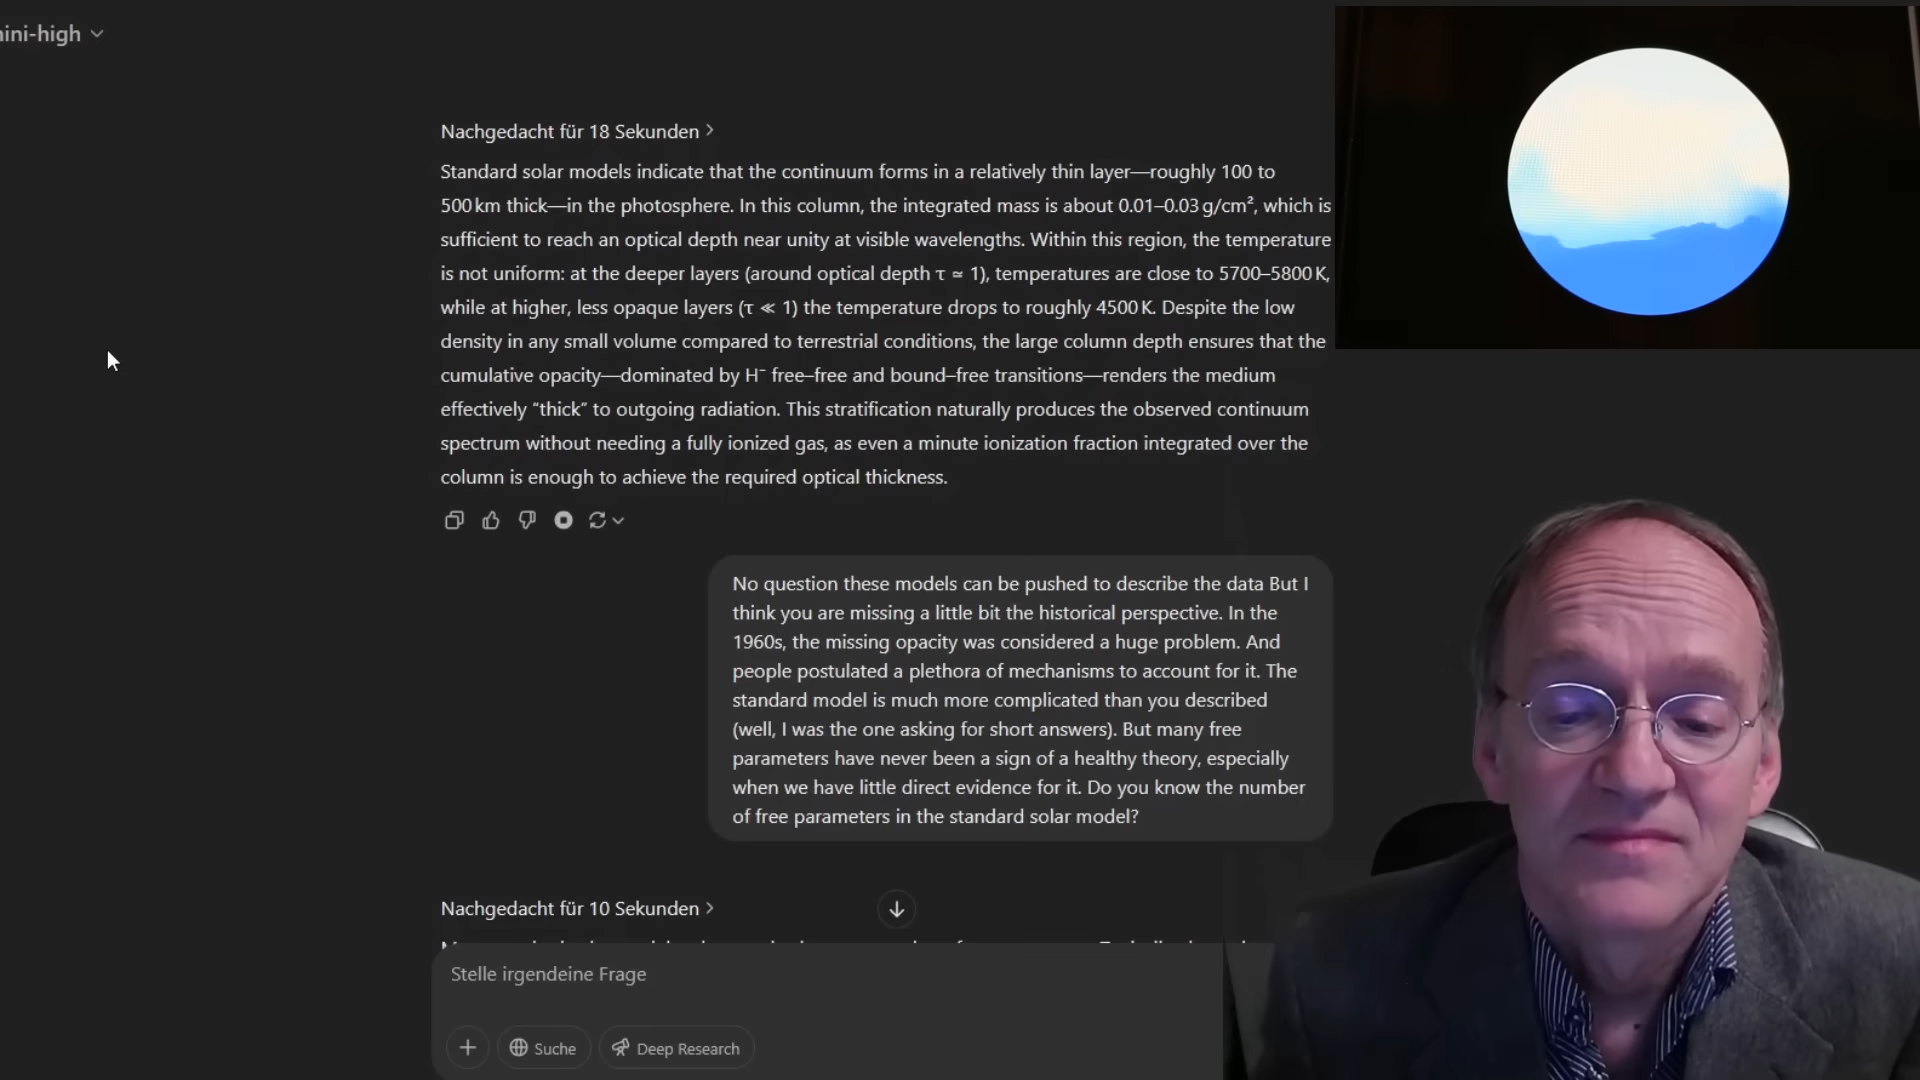 Nachgedacht für 18 Sekunden
Standard solar models indicate that the continuum forms in a relatively thin layer—roughly 100 to
500 km thick—in the photosphere. In this column, the integrated mass is about 0.01–0.03 g/cm², which is
sufficient to reach an optical depth near unity at visible wavelengths. Within this region, the temperature
is not uniform: at the deeper layers (around optical depth τ ≃ 1), temperatures are close to 5700–5800 K,
while at higher, less opaque layers (τ ≪ 1) the temperature drops to roughly 4500 K. Despite the low
density in any small volume compared to terrestrial conditions, the large column depth ensures that the
cumulative opacity—dominated by H⁻ free–free and bound–free transitions—renders the medium
effectively “thick” to outgoing radiation. This stratification naturally produces the observed continuum
spectrum without needing a fully ionized gas, as even a minute ionization fraction integrated over the
column is enough to achieve the required optical thickness.
No question these models can be pushed to describe the data But I
think you are missing a little bit the historical perspective. In the
1960s, the missing opacity was considered a huge problem. And
people postulated a plethora of mechanisms to account for it. The
standard model is much more complicated than you described
(well, I was the one asking for short answers). But many free
parameters have never been a sign of a healthy theory, especially
when we have little direct evidence for it. Do you know the number
of free parameters in the standard solar model?
Nachgedacht für 10 Sekunden
Stelle irgendeine Frage
Suche
Deep Research